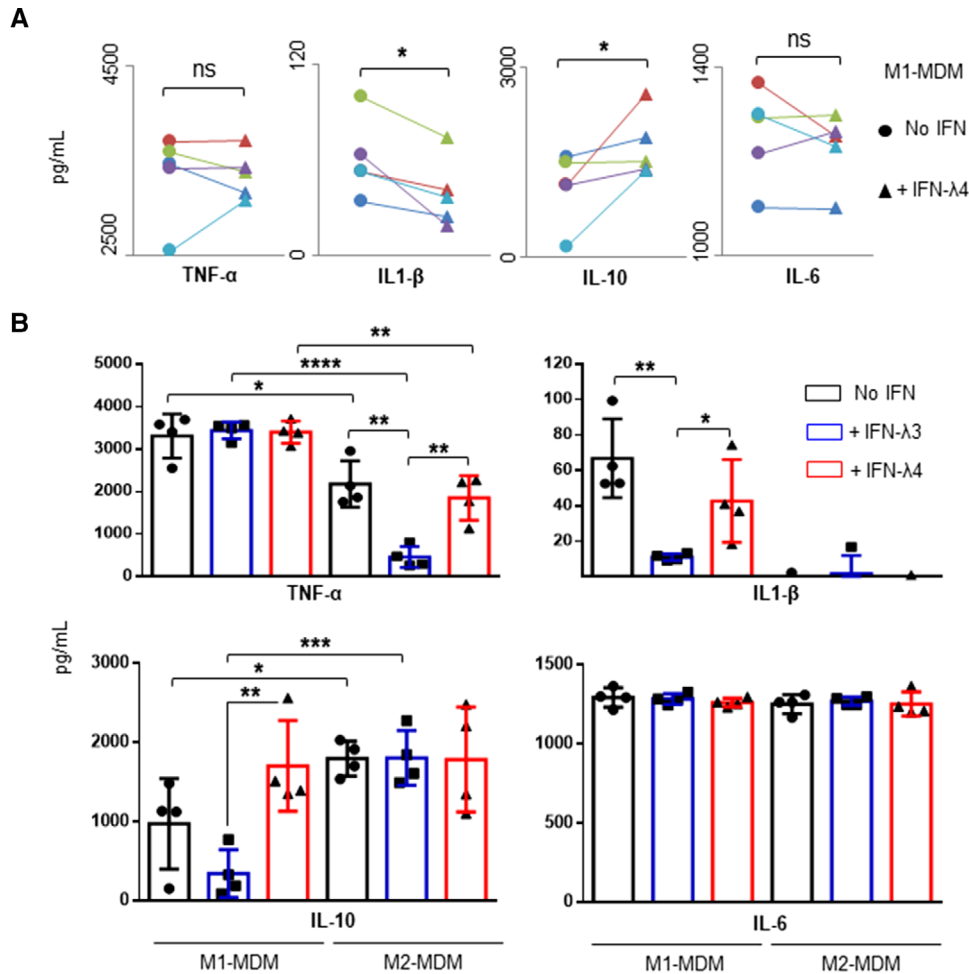 A
4500
2500
pg/mL
ns
TNF-α
120
0
*
IL1-β
3000
0
*
IL-10
1400
1000
ns
IL-6
M1-MDM
No IFN
+ IFN-λ4
B
5000
4000
3000
2000
1000
0
**
****
*
**
**
TNF-α
120
100
80
60
40
20
**
*
IL1-β
No IFN
+ IFN-λ3
+ IFN-λ4
pg/mL
3000
2000
1000
0
***
*
**
IL-10
M1-MDM
M2-MDM
1500
1000
500
0
IL-6
M1-MDM
M2-MDM